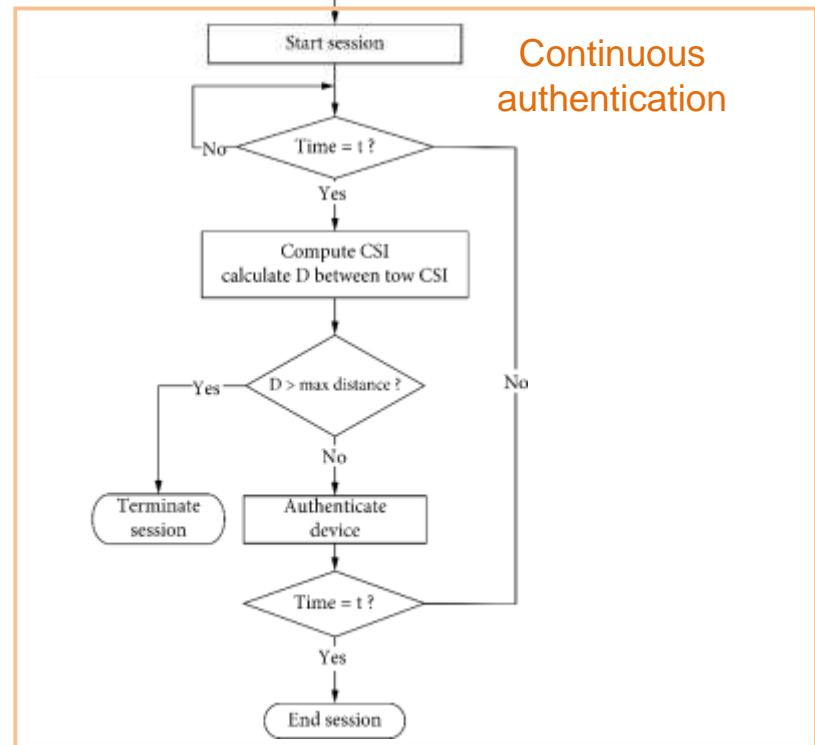 Start session
Continuous
authentication
Time = t ?
No
Yes
Compute CSI
calculate D between tow CSI
D > max distance ?
Yes
No
No
Terminate
session
Authenticate
device
Time = t ?
Yes
End session